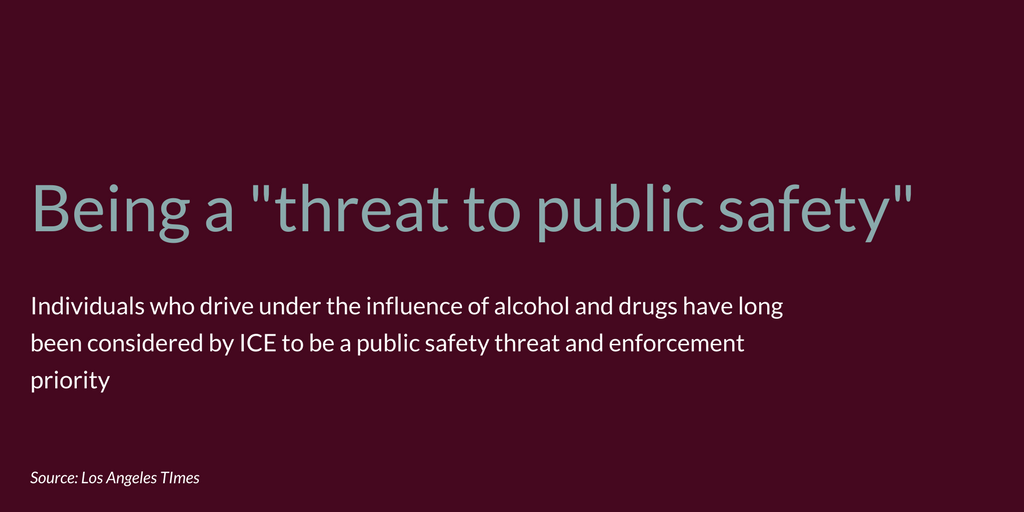 Being a "threat to public safety"
Individuals who drive under the influence of alcohol and drugs have long
been considered by ICE to be a public safety threat and enforcement
priority
Source: Los Angeles TImes